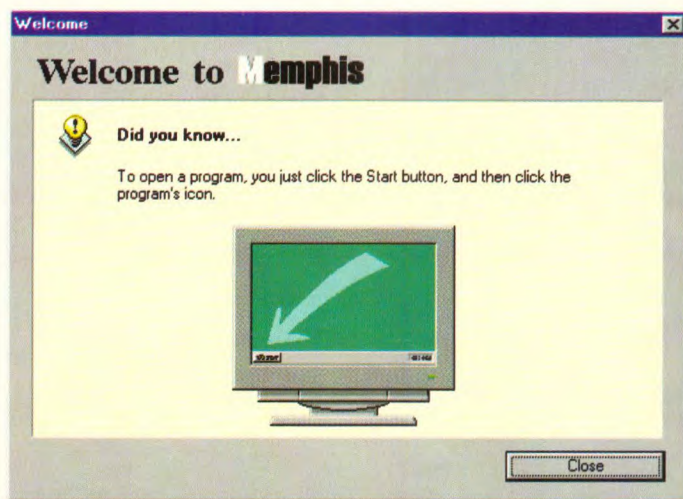 Welcome
Welcome to Memphis
Did you know...
To open a program, you just click the Start button, and then click the
program's icon.
Close